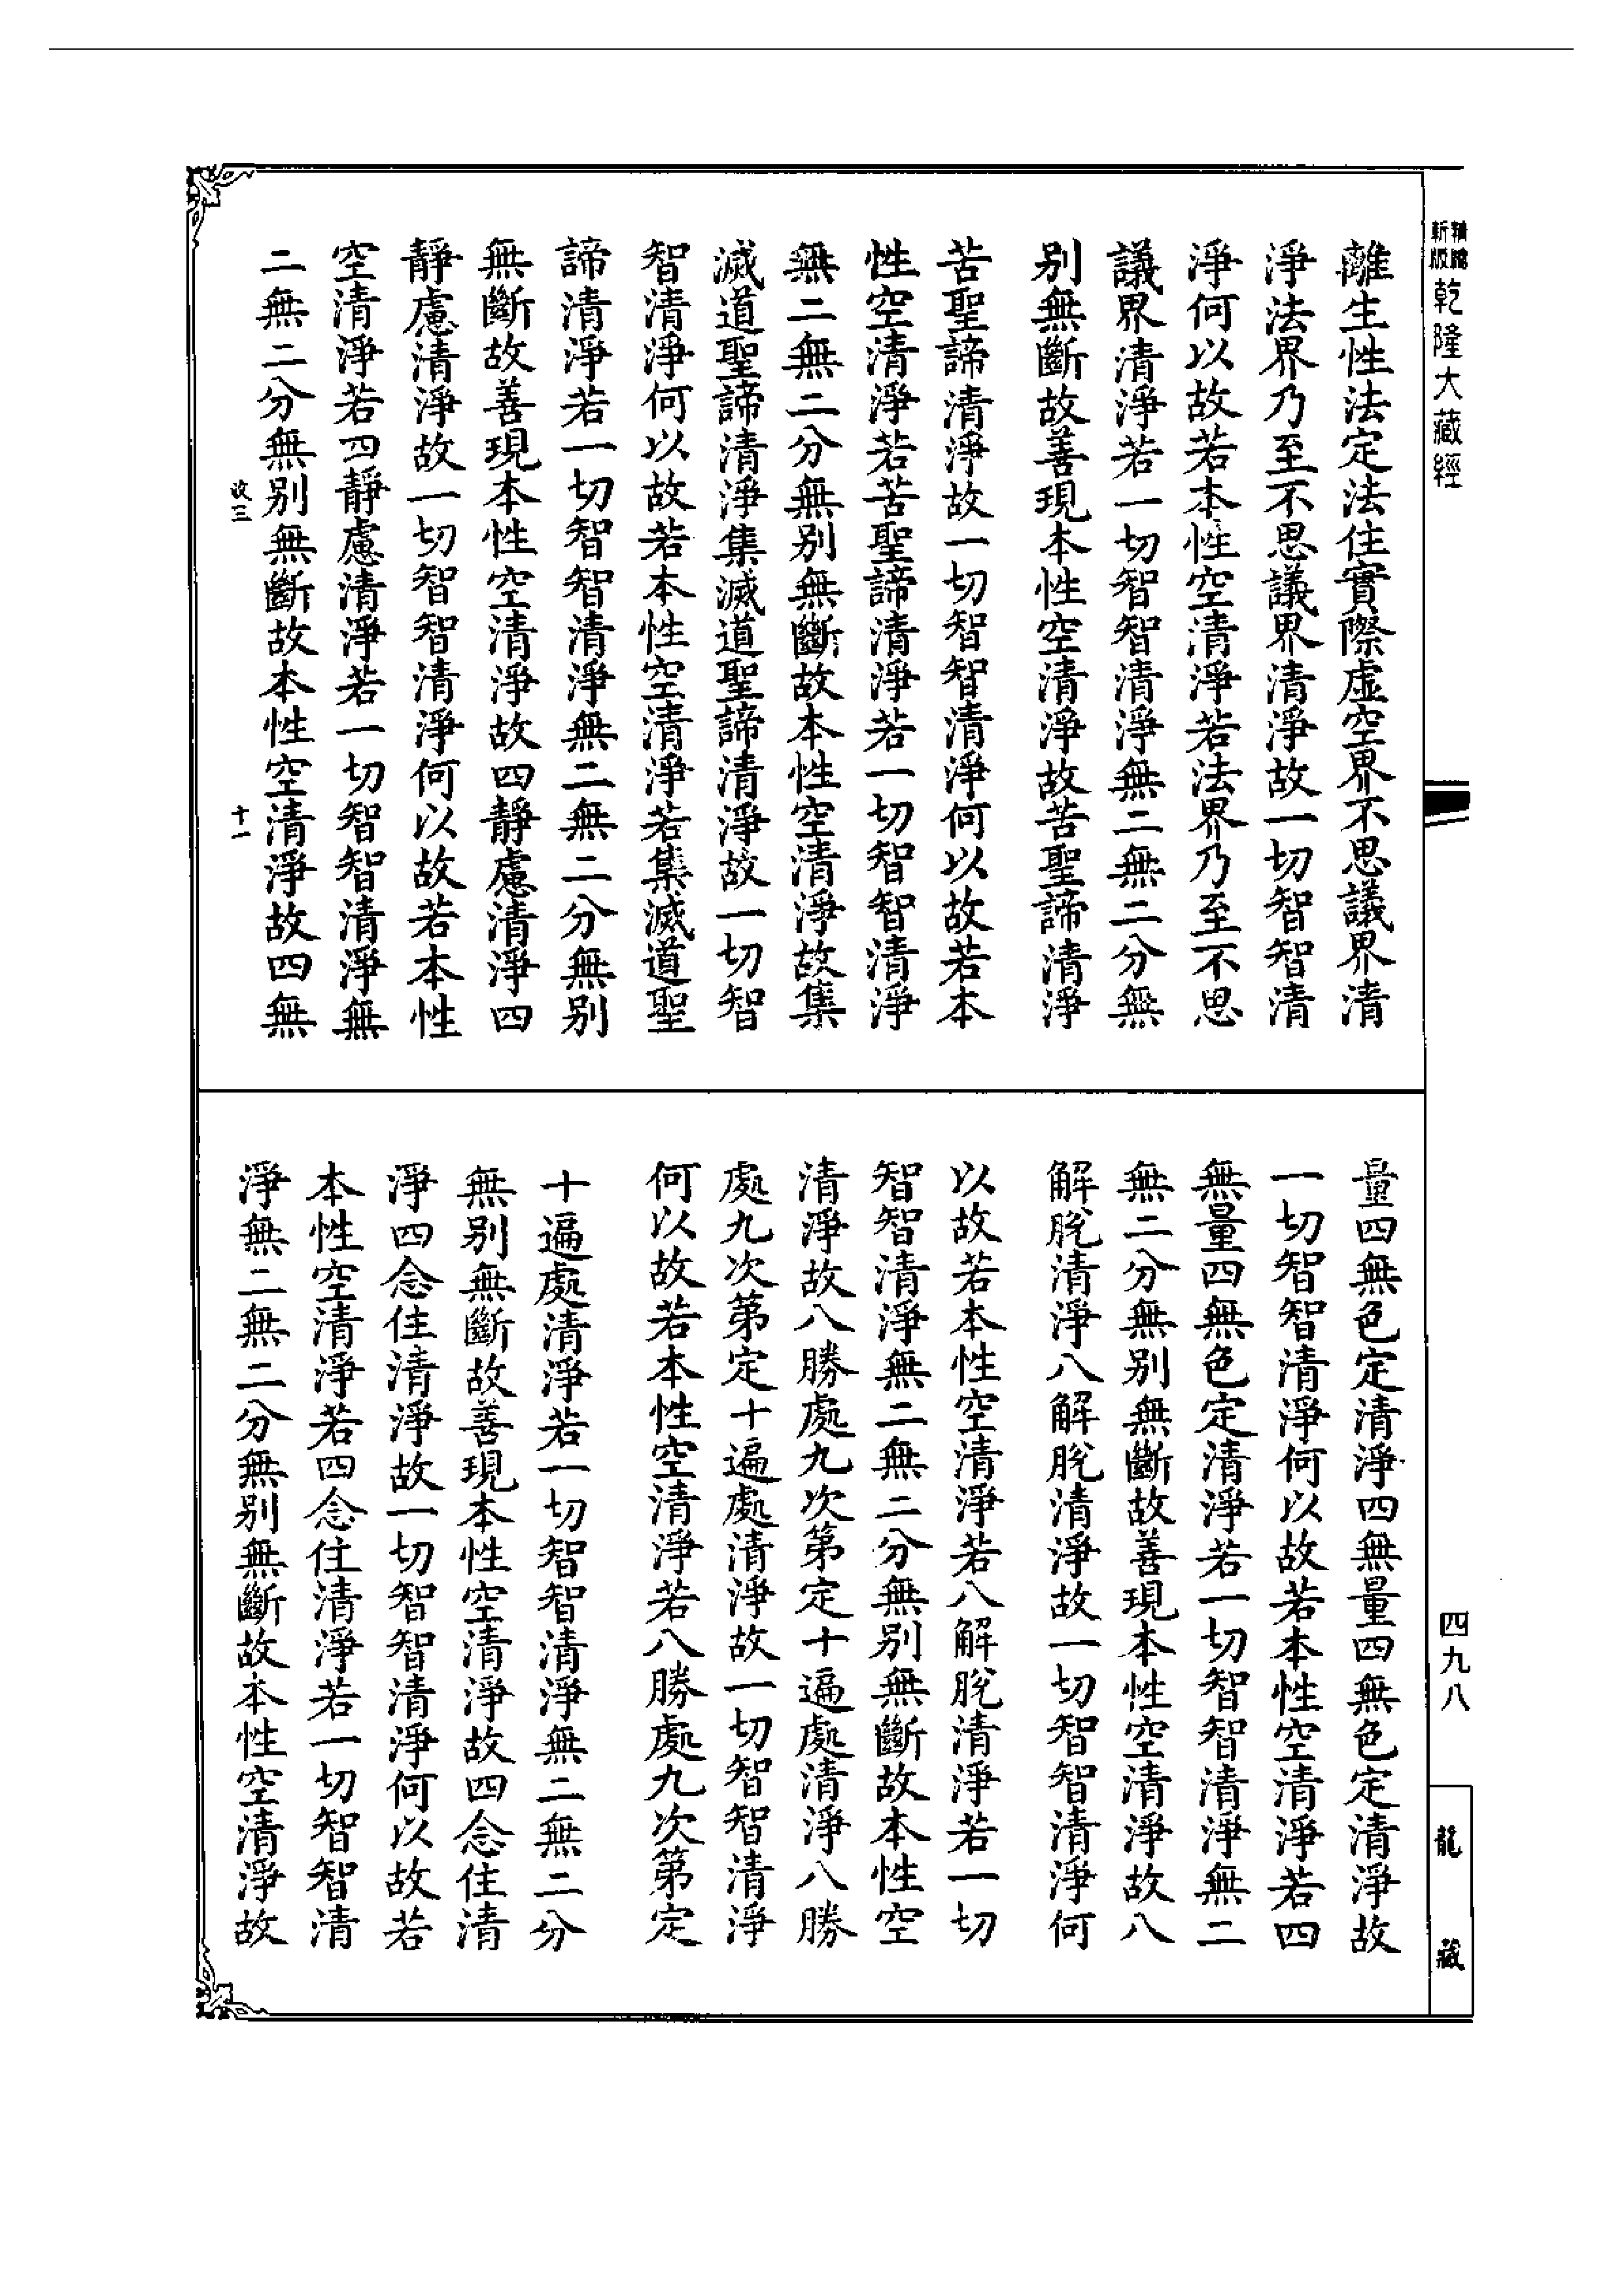 新版
乾隆大藏經
離生性法定法住實際虛空界不思議界清
淨法界乃至不思議界清淨故一切智智清
淨何以故若本性空清淨若法界乃至不思
議界清淨若一切智智清淨無二無二分無
別無斷故善現本性空清淨故苦聖諦清淨
苦聖諦清淨故一切智智清淨何以故若本
性空清淨若苦聖諦清淨若一切智智清淨
無二無二分無別無斷故本性空清淨故集
滅道聖諦清淨集滅道聖諦清淨故一切智
智清淨何以故若本性空清淨若集滅道聖
諦清淨若一切智智清淨無二無二分無別
無斷故善現本性空清淨故四靜慮清淨四
靜慮清淨故一切智智清淨何以故若本性
空清淨若四靜慮清淨若一切智智清淨無
二無二分無別無斷故本性空清淨故四無
故三
十一
量四無色定清淨四無量四無色定清淨故
一切智智清淨何以故若本性空清淨若四
無量四無色定清淨若一切智智清淨無二
無二分無別無斷故善現本性空清淨故八
解脫清淨八解脫清淨故一切智智清淨何
以故若本性空清淨若八解脫清淨若一切
智智清淨無二無二分無別無斷故本性空
清淨故八勝處九次第定十遍處清淨八勝
處九次第定十遍處清淨故一切智智清淨
何以故若本性空清淨若八勝處九次第定
十遍處清淨若一切智智清淨無二無二分
無別無斷故善現本性空清淨故四念住清
淨四念住清淨故一切智智清淨何以故若
本性空清淨若四念住清淨若一切智智清
淨無二無二分無別無斷故本性空清淨故
四九八
龍藏